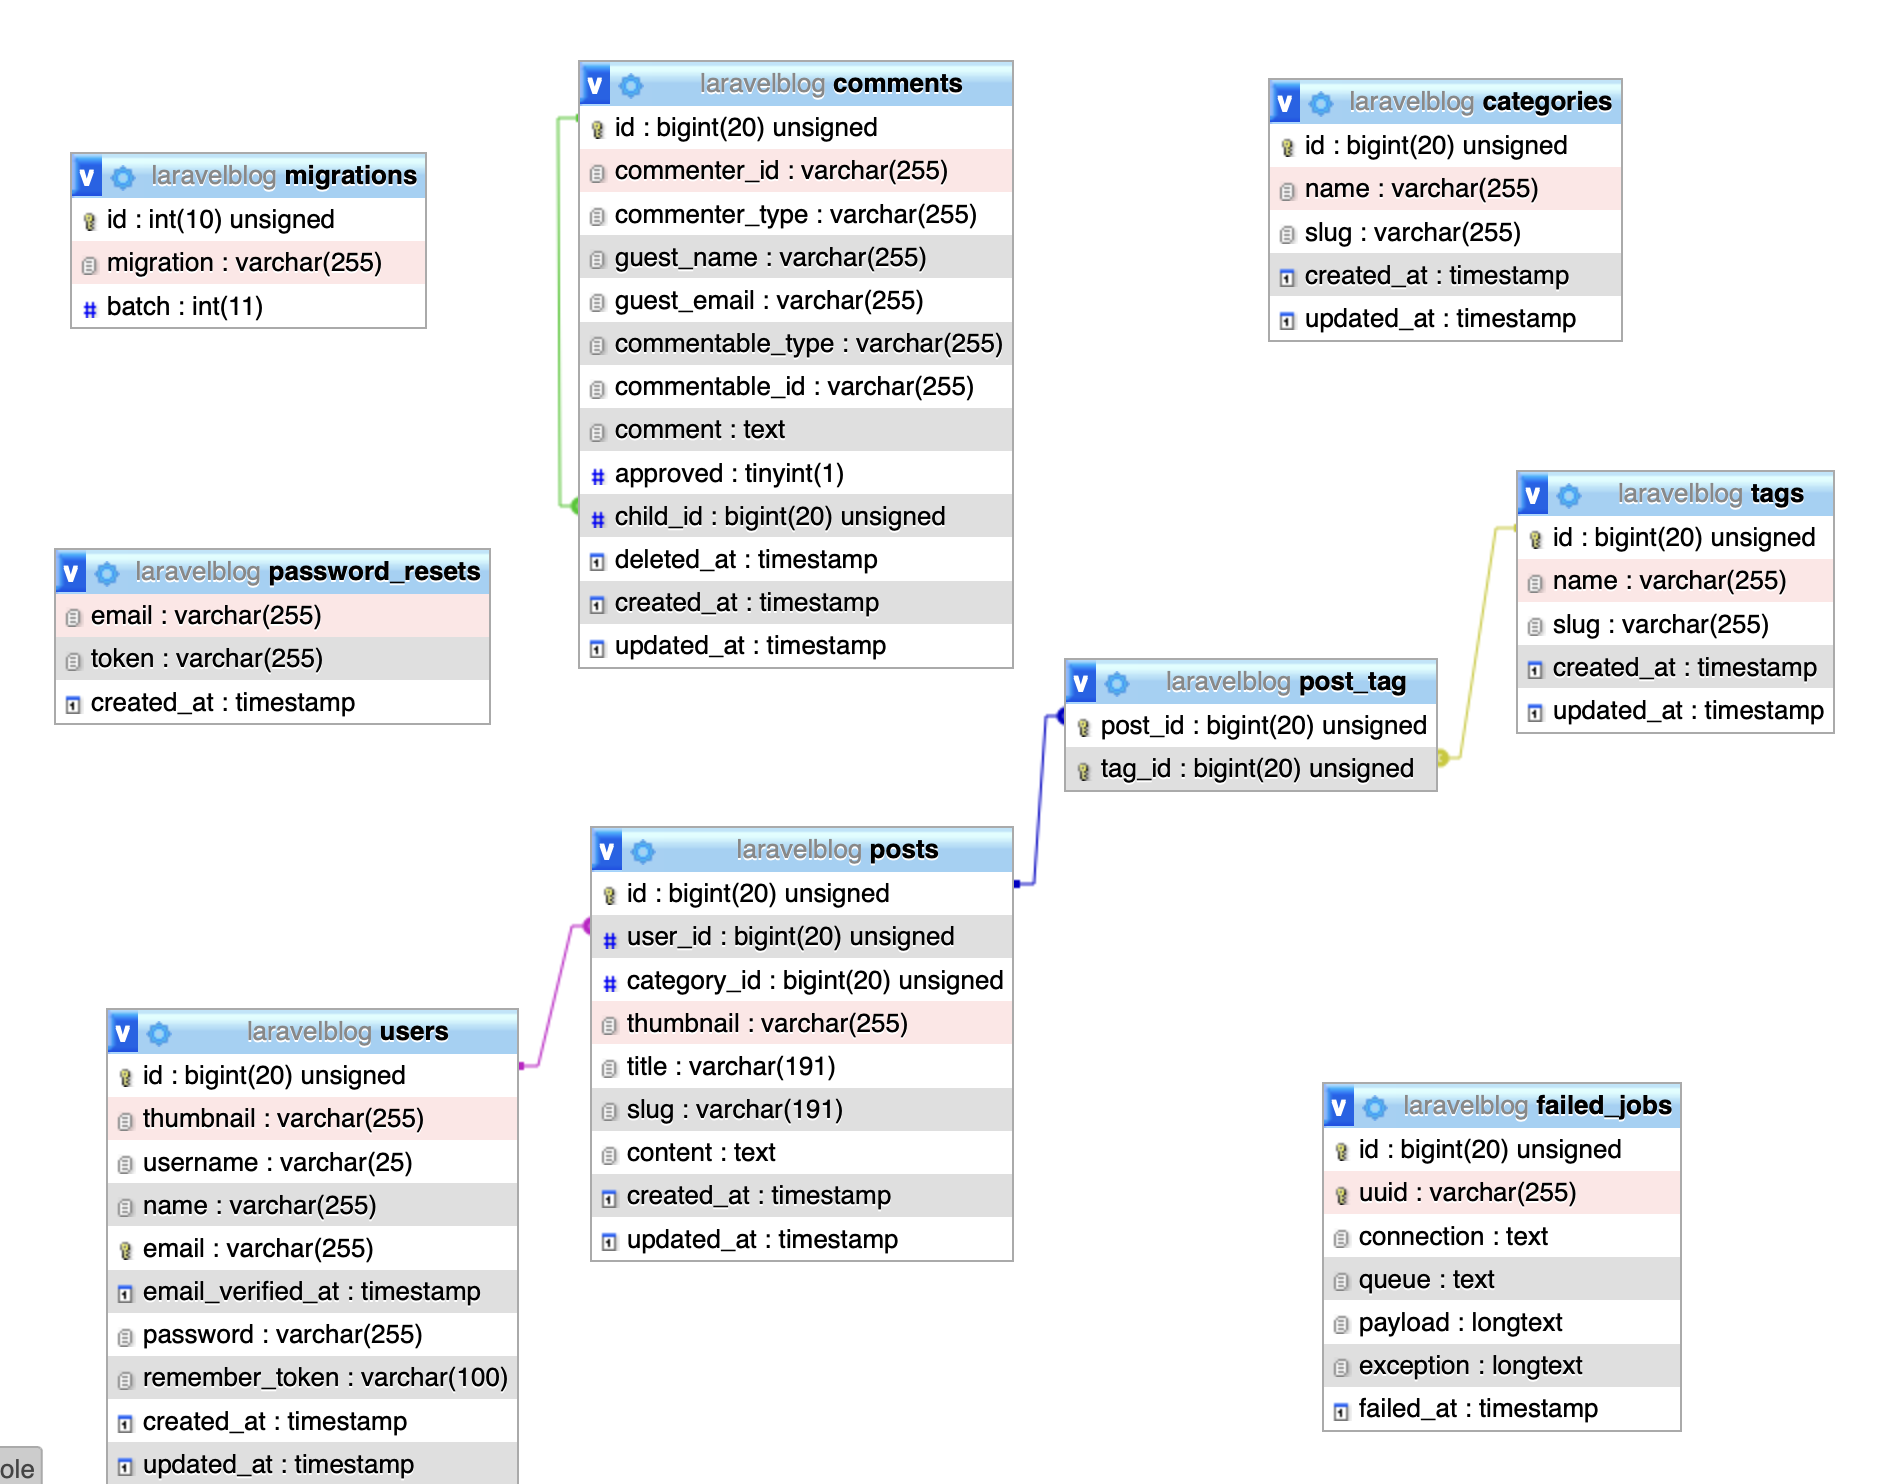 laravelblog comments
id : bigint(20) unsigned
commenter_id : varchar(255)
commenter_type : varchar(255)
guest_name : varchar(255)
guest_email : varchar(255)
commentable_type : varchar(255)
commentable_id : varchar(255)
comment : text
approved : tinyint(1)
child_id : bigint(20) unsigned
deleted_at : timestamp
created_at : timestamp
updated_at : timestamp
laravelblog categories
id : bigint(20) unsigned
name : varchar(255)
slug : varchar(255)
created_at : timestamp
updated_at : timestamp
laravelblog migrations
id : int(10) unsigned
migration : varchar(255)
batch : int(11)
laravelblog tags
id : bigint(20) unsigned
name : varchar(255)
slug : varchar(255)
created_at : timestamp
updated_at : timestamp
laravelblog password_resets
email : varchar(255)
token : varchar(255)
created_at : timestamp
laravelblog post_tag
post_id : bigint(20) unsigned
tag_id : bigint(20) unsigned
laravelblog posts
id : bigint(20) unsigned
user_id : bigint(20) unsigned
category_id : bigint(20) unsigned
thumbnail : varchar(255)
title : varchar(191)
slug : varchar(191)
content : text
created_at : timestamp
updated_at : timestamp
laravelblog users
id : bigint(20) unsigned
thumbnail : varchar(255)
username : varchar(25)
name : varchar(255)
email : varchar(255)
email_verified_at : timestamp
password : varchar(255)
remember_token : varchar(100)
created_at : timestamp
updated_at : timestamp
laravelblog failed_jobs
id : bigint(20) unsigned
uuid : varchar(255)
connection : text
queue : text
payload : longtext
exception : longtext
failed_at : timestamp
ole